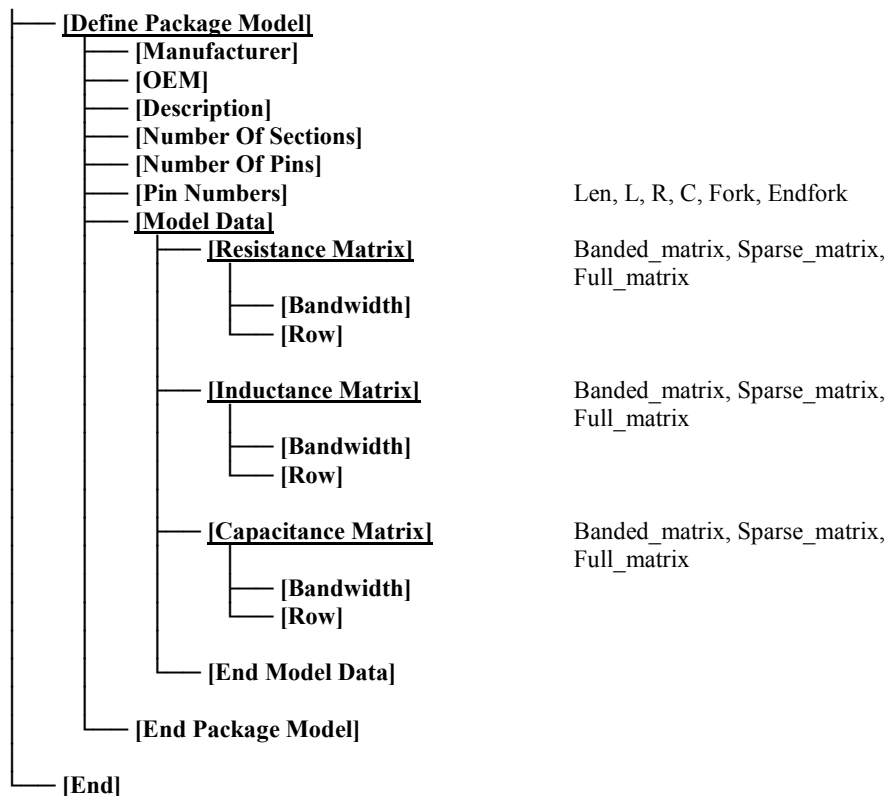 [Define Package Model]
[Manufacturer]
[OEM]
[Description]
[Number Of Sections]
[Number Of Pins]
[Pin Numbers] Len, L, R, C, Fork, Endfork
[Model Data]
[Resistance Matrix] Banded_matrix, Sparse_matrix,
Full_matrix
[Bandwidth]
[Row]
[Inductance Matrix] Banded_matrix, Sparse_matrix,
Full_matrix
[Bandwidth]
[Row]
[Capacitance Matrix] Banded_matrix, Sparse_matrix,
Full_matrix
[Bandwidth]
[Row]
[End Model Data]
[End Package Model]
[End]